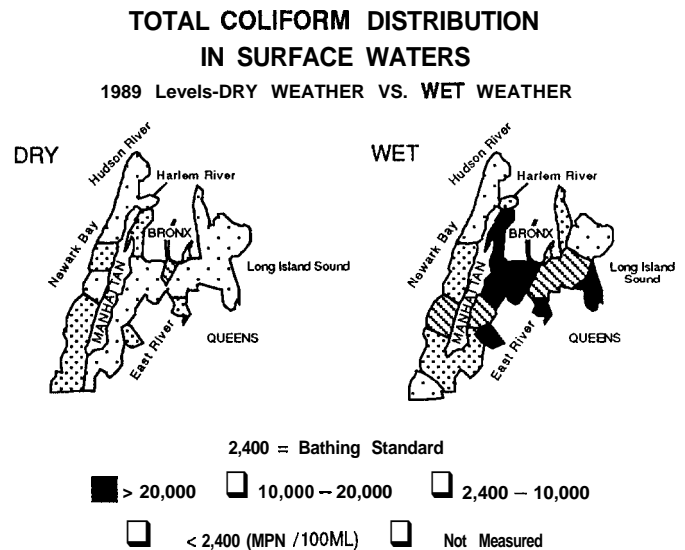 TOTAL COLIFORM DISTRIBUTION
IN SURFACE WATERS
1989 Levels-DRY WEATHER VS. WET WEATHER
DRY
Hudson River
Harlem River
Newark Bay
BRONX
MANHATTAN
Long Island Sound
East River
QUEENS
WET
Hudson River
Harlem River
Newark Bay
BRONX
MANHATTAN
Long Island
Sound
East River
QUEENS
2,400 = Bathing Standard
> 20,000
10,000 – 20,000
2,400 – 10,000
< 2,400 (MPN /100ML)
Not Measured